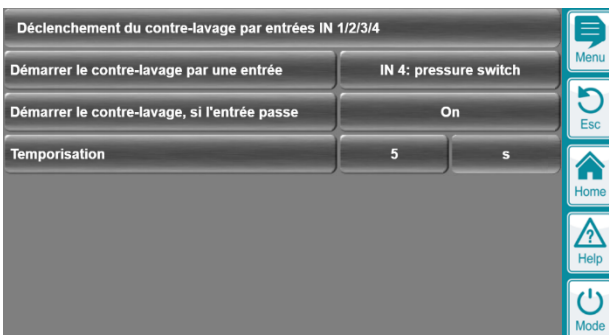 Déclenchement du contre-lavage par entrées IN 1/2/3/4
Menu
Démarrer le contre-lavage par une entrée
IN 4: pressure switch
Démarrer le contre-lavage, si l'entrée passe
On
Esc
Temporisation
5
s
Home
?
Help
Mode